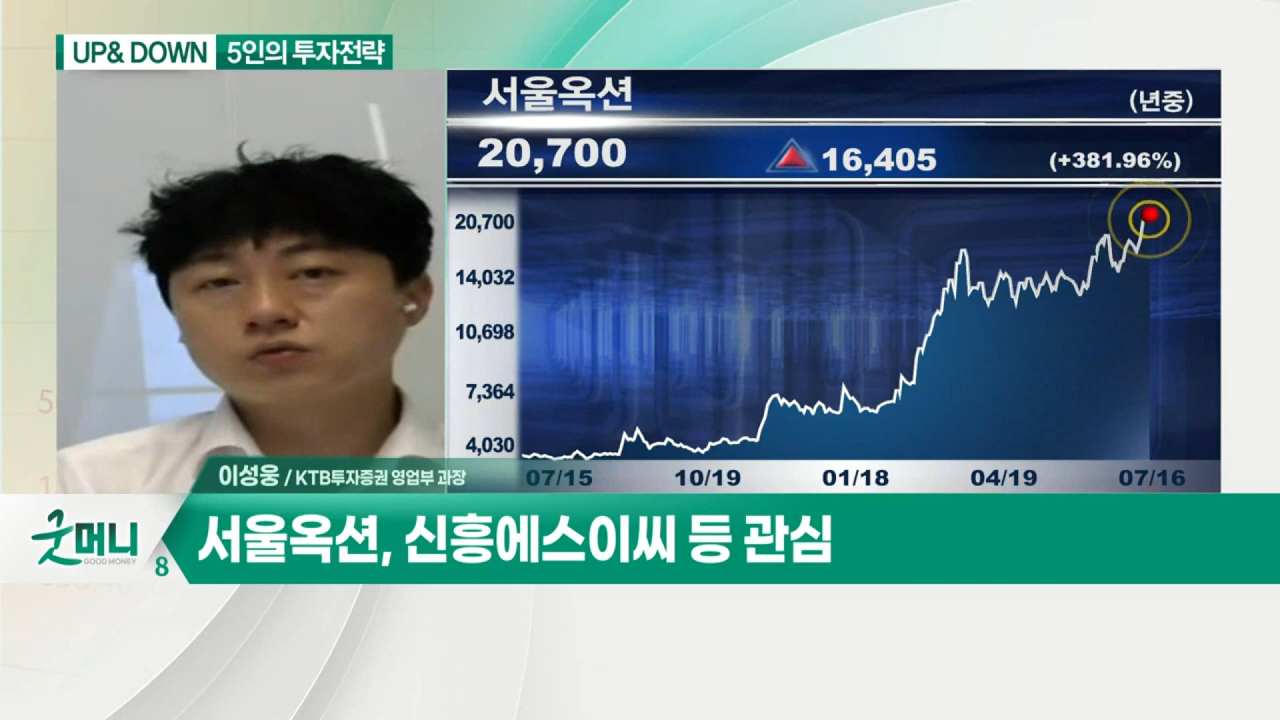 UP& DOWN 5인의 투자전략
서울옥션 (년중)
20,700 ▲ 16,405 (+381.96%)
20,700
14,032
10,698
7,364
4,030
07/15 10/19 01/18 04/19 07/16
이성웅 / KTB투자증권 영업부 과장
굿머니
GOOD MONEY
8
서울옥션, 신흥에스이씨 등 관심
5
1